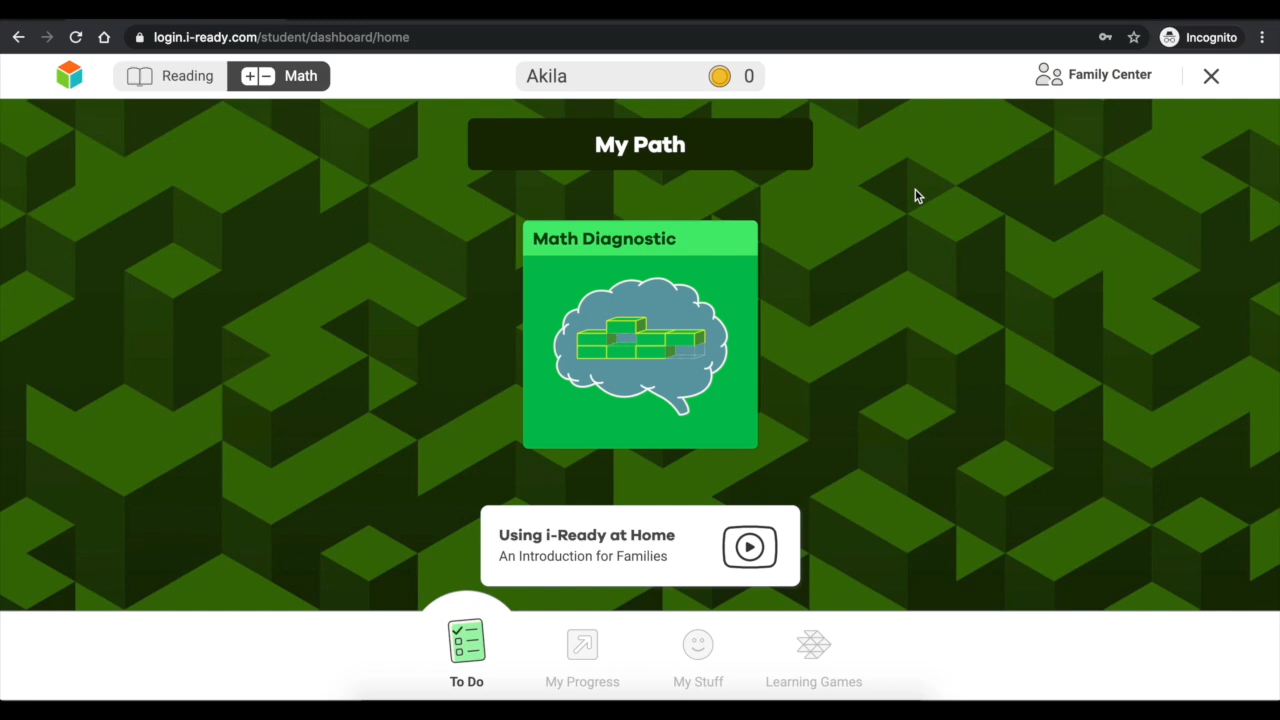 login.i-ready.com/student/dashboard/home
Incognito
Reading
Math
Akila
0
Family Center
My Path
Math Diagnostic
Using i-Ready at Home
An Introduction for Families
To Do
My Progress
My Stuff
Learning Games